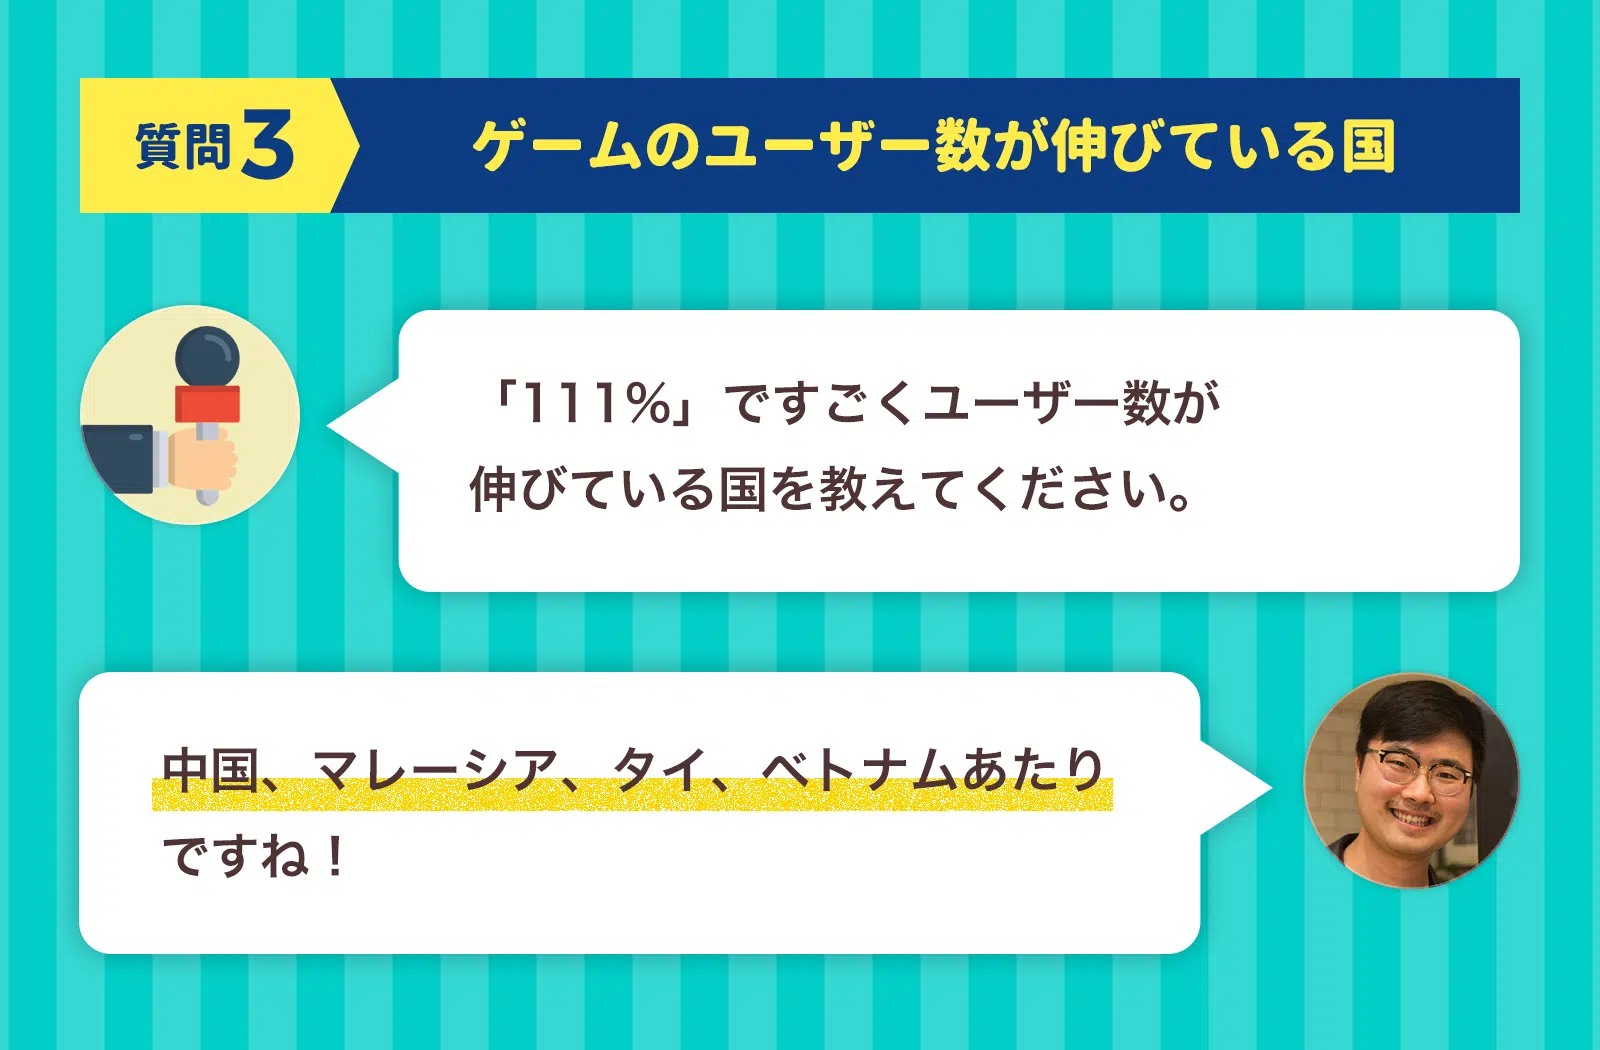 質問3
ゲームのユーザー数が伸びている国
「111%」ですごくユーザー数が
伸びている国を教えてください。
中国、マレーシア、タイ、ベトナムあたり
ですね！